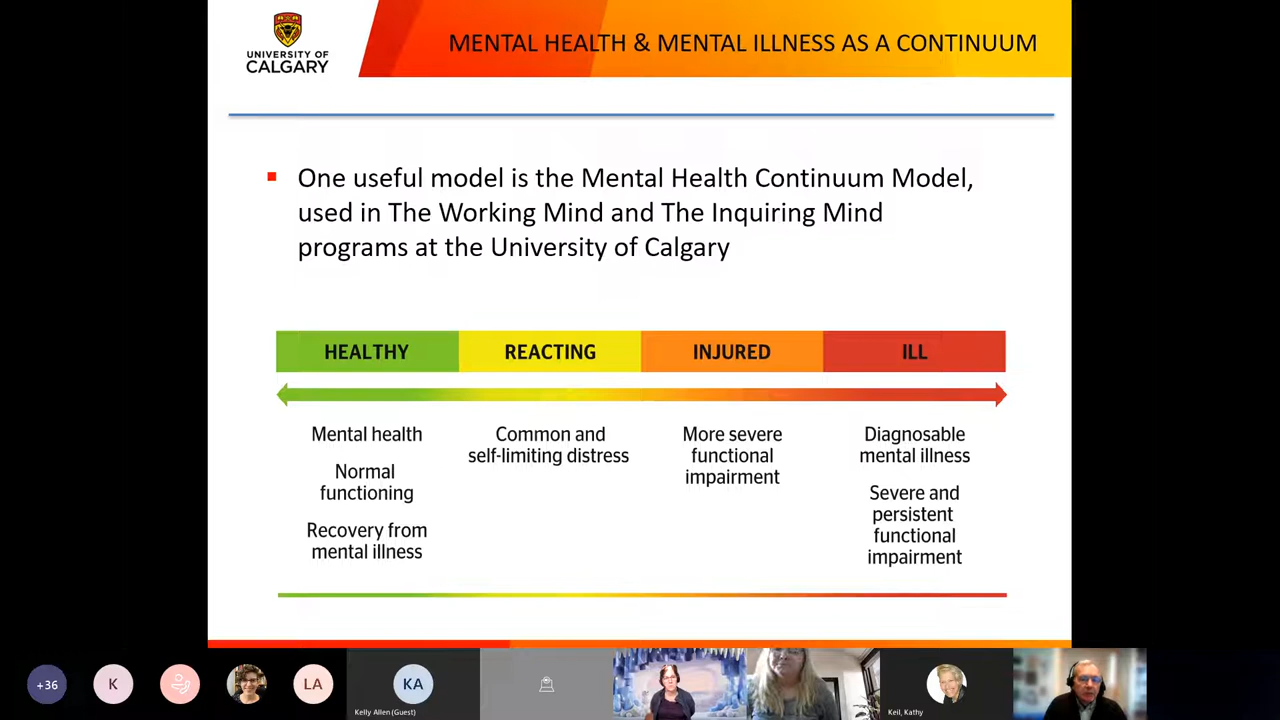 UNIVERSITY OF
CALGARY
MENTAL HEALTH & MENTAL ILLNESS AS A CONTINUUM
One useful model is the Mental Health Continuum Model,
used in The Working Mind and The Inquiring Mind
programs at the University of Calgary
HEALTHY
REACTING
INJURED
ILL
Mental health
Normal
functioning
Recovery from
mental illness
Common and
self-limiting distress
More severe
functional
impairment
Diagnosable
mental illness
Severe and
persistent
functional
impairment
+36
K
LA
KA
Kelly Allen (Guest)
Keil, Kathy